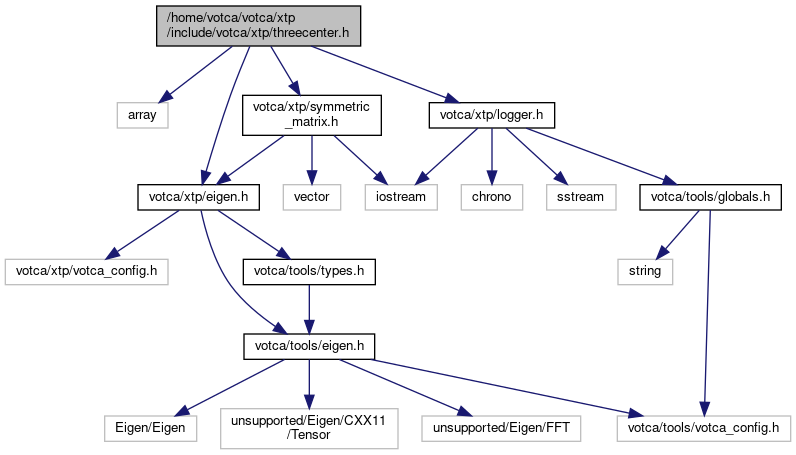 /home/votca/votca/xtp
/include/votca/xtp/threecenter.h
array
votca/xtp/symmetric
_matrix.h
votca/xtp/logger.h
votca/xtp/eigen.h
vector
iostream
chrono
sstream
votca/tools/globals.h
votca/xtp/votca_config.h
votca/tools/types.h
string
votca/tools/eigen.h
Eigen/Eigen
unsupported/Eigen/CXX11
/Tensor
unsupported/Eigen/FFT
votca/tools/votca_config.h